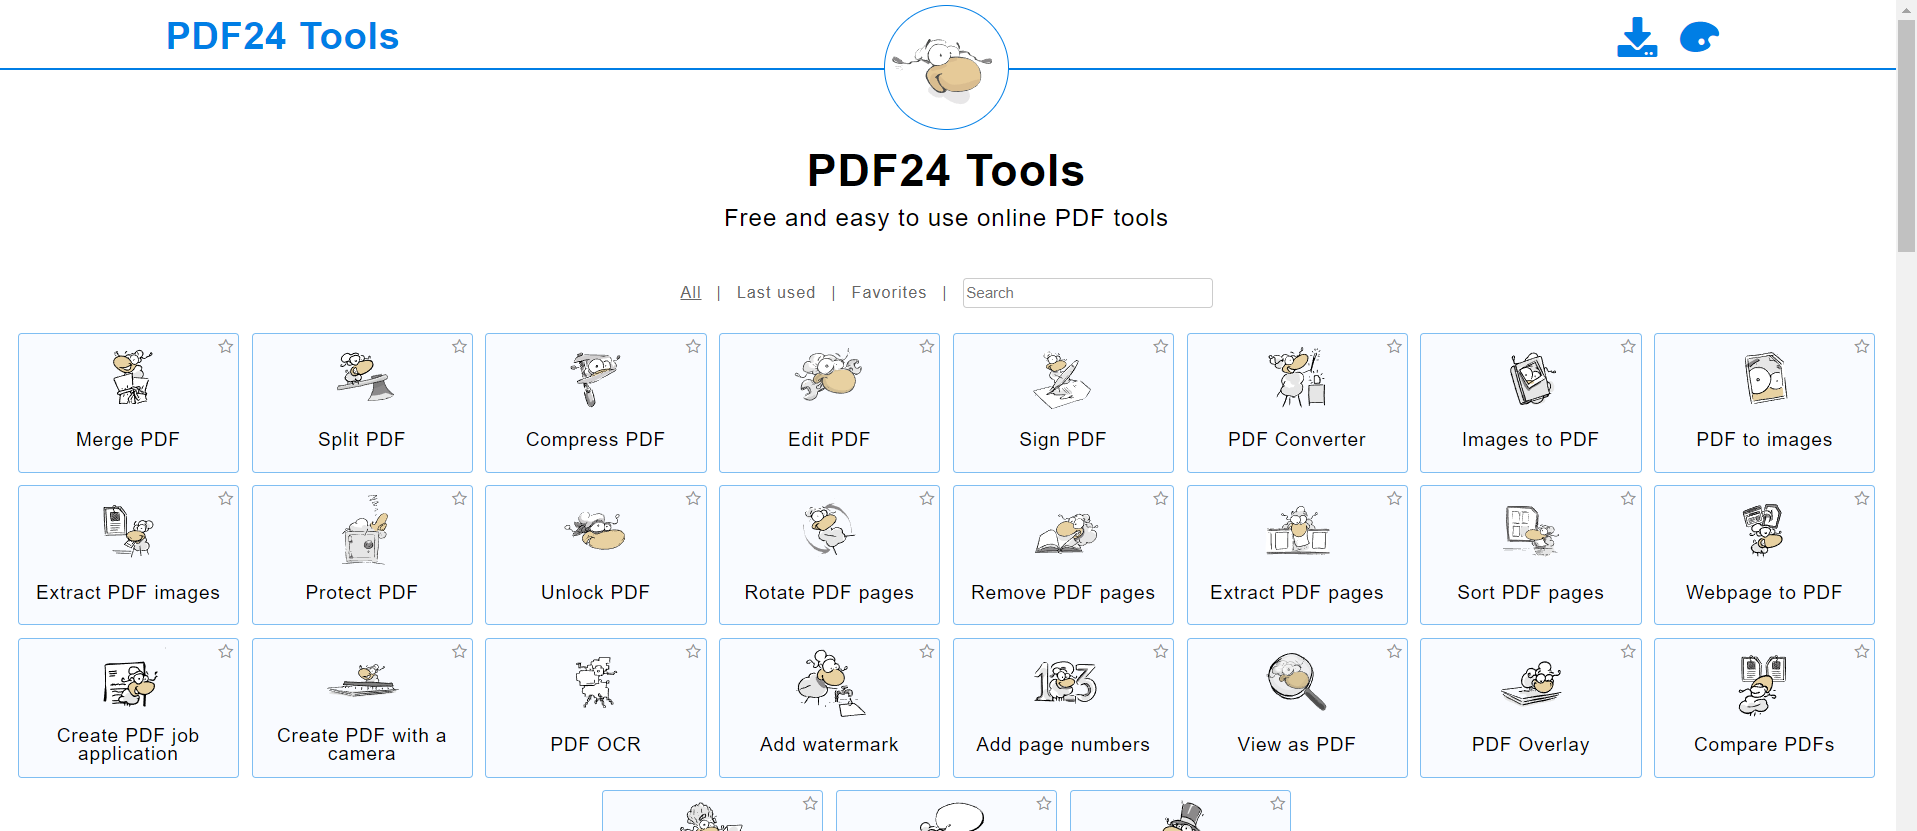 PDF24 Tools
PDF24 Tools
Free and easy to use online PDF tools
All | Last used | Favorites | Search
Merge PDF
Split PDF
Compress PDF
Edit PDF
Sign PDF
PDF Converter
Images to PDF
PDF to images
Extract PDF images
Protect PDF
Unlock PDF
Rotate PDF pages
Remove PDF pages
Extract PDF pages
Sort PDF pages
Webpage to PDF
Create PDF job
application
Create PDF with a
camera
PDF OCR
Add watermark
123
Add page numbers
View as PDF
PDF Overlay
Compare PDFs